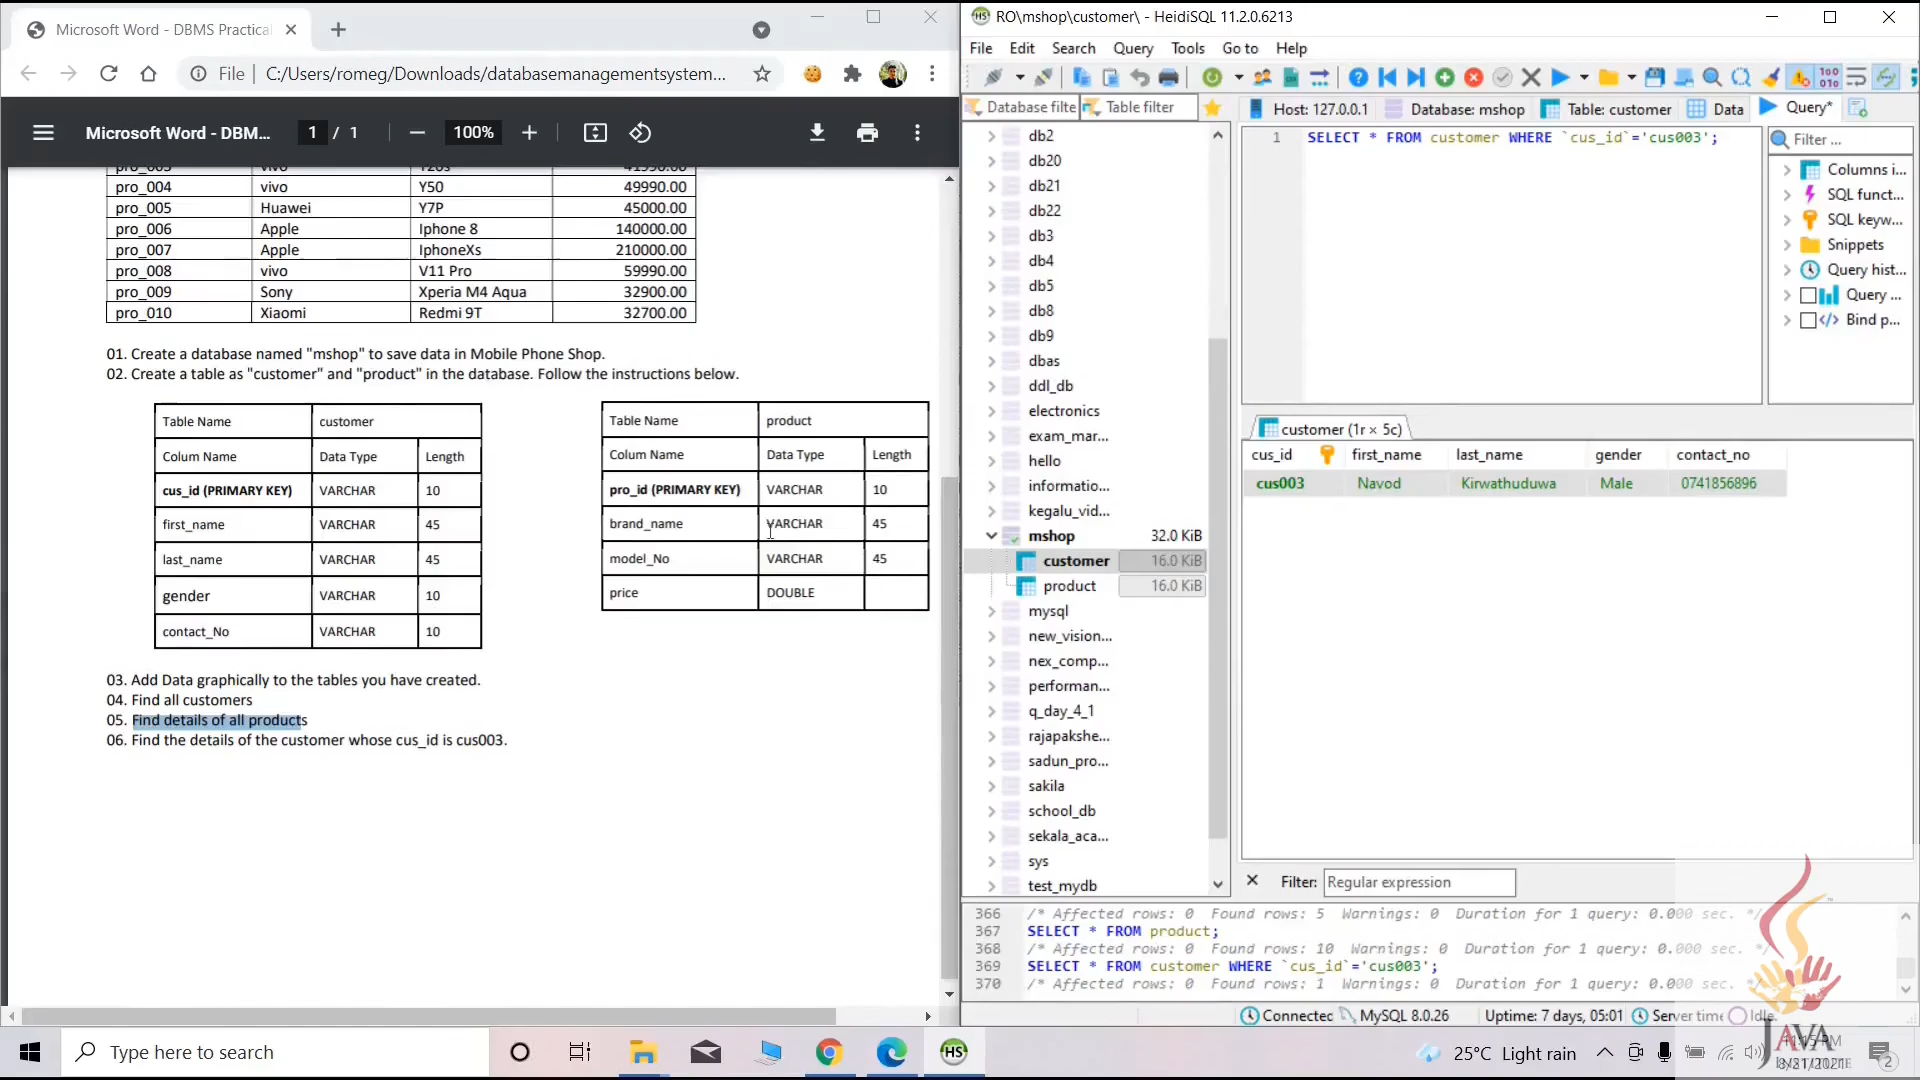 Microsoft Word - DBMS Practical
File | C:/Users/romeg/Downloads/databasemanagementsystem...
Microsoft Word - DBM...
1 / 1
100%
pro_004 vivo Y50 49990.00
pro_005 Huawei Y7P 45000.00
pro_006 Apple Iphone 8 140000.00
pro_007 Apple IphoneXs 210000.00
pro_008 vivo V11 Pro 59990.00
pro_009 Sony Xperia M4 Aqua 32900.00
pro_010 Xiaomi Redmi 9T 32700.00
01. Create a database named "mshop" to save data in Mobile Phone Shop.
02. Create a table as "customer" and "product" in the database. Follow the instructions below.
Table Name customer
Colum Name Data Type Length
cus_id (PRIMARY KEY) VARCHAR 10
first_name VARCHAR 45
last_name VARCHAR 45
gender VARCHAR 10
contact_No VARCHAR 10
Table Name product
Colum Name Data Type Length
pro_id (PRIMARY KEY) VARCHAR 10
brand_name VARCHAR 45
model_No VARCHAR 45
price DOUBLE
03. Add Data graphically to the tables you have created.
04. Find all customers
05. Find details of all products
06. Find the details of the customer whose cus_id is cus003.
RO\mshop\customer\ - HeidiSQL 11.2.0.6213
File Edit Search Query Tools Go to Help
Database filte Table filter
Host: 127.0.0.1 Database: mshop Table: customer Data Query*
db2
db20
db21
db22
db3
db4
db5
db8
db9
dbas
ddl_db
electronics
exam_mar...
hello
informatio...
kegalu_vid...
mshop 32.0 KiB
customer 16.0 KiB
product 16.0 KiB
mysql
new_vision...
nex_comp...
performan...
q_day_4_1
rajapakshe...
sadun_pro...
sakila
school_db
sekala_aca...
sys
test_mydb
1 SELECT * FROM customer WHERE `cus_id`='cus003';
Filter ...
Columns i...
SQL funct...
SQL keyw...
Snippets
Query hist...
Query ...
Bind p...
customer (1r × 5c)
cus_id first_name last_name gender contact_no
cus003 Navod Kirwathuduwa Male 0741856896
Filter: Regular expression
366 /* Affected rows: 0 Found rows: 5 Warnings: 0 Duration for 1 query: 0.000 sec. */
367 SELECT * FROM product;
368 /* Affected rows: 0 Found rows: 10 Warnings: 0 Duration for 1 query: 0.000 sec. */
369 SELECT * FROM customer WHERE `cus_id`='cus003';
370 /* Affected rows: 0 Found rows: 1 Warnings: 0 Duration for 1 query: 0.000 sec. */
Connected MySQL 8.0.26 Uptime: 7 days, 05:01 Server time Idle.
Type here to search
HS
25°C Light rain
11:15 PM
8/21/2021
2
JAVA
INSTITUTE